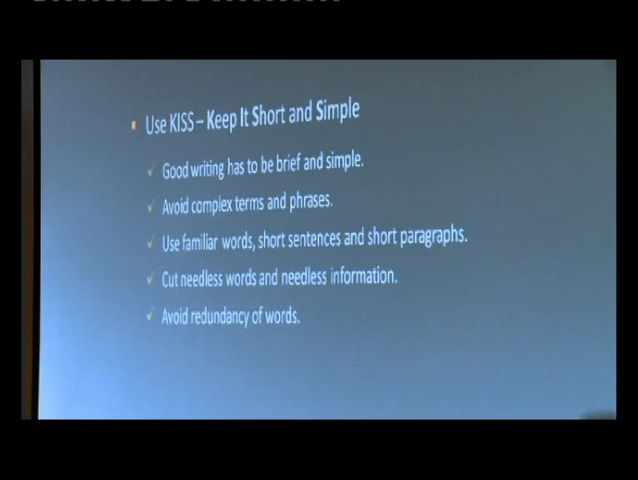 Use KISS – Keep It Short and Simple
Good writing has to be brief and simple.
Avoid complex terms and phrases.
Use familiar words, short sentences and short paragraphs.
Cut needless words and needless information.
Avoid redundancy of words.